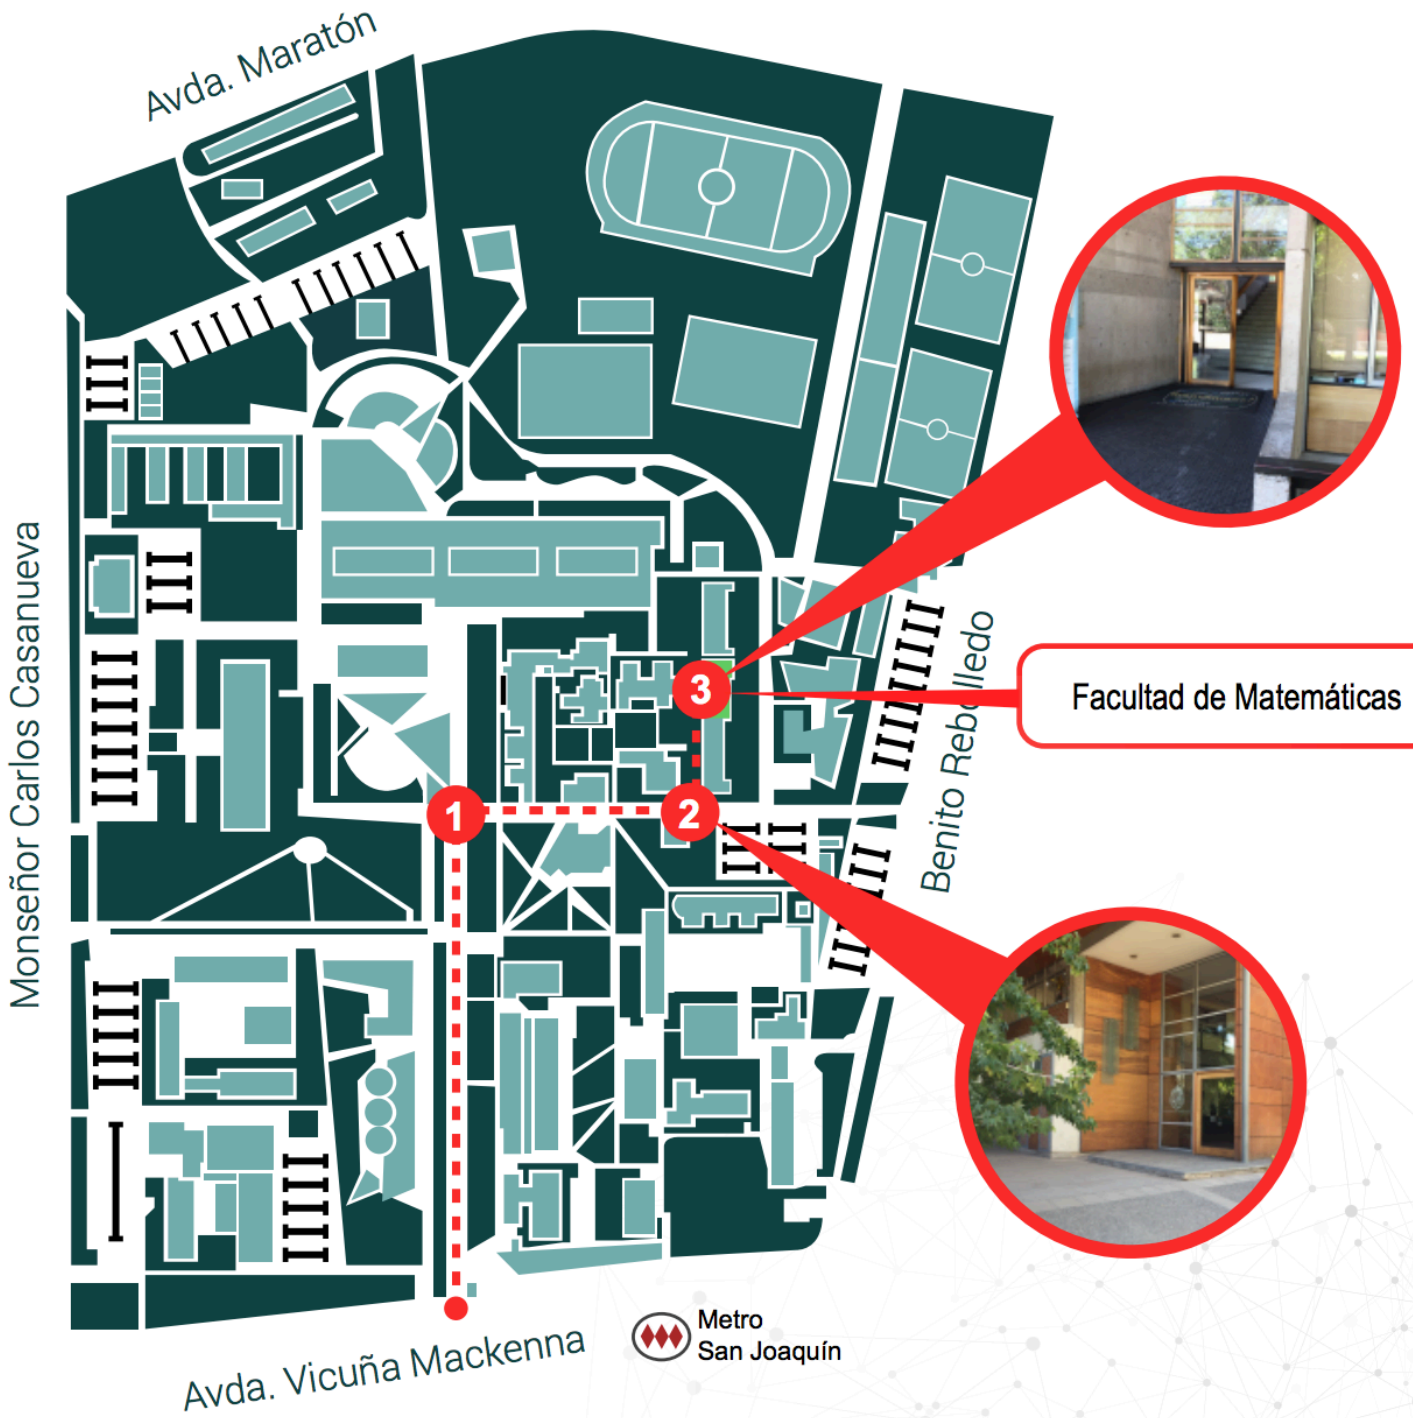 Avda. Maratón
Monseñor Carlos Casanueva
Benito Rebolledo
3
Facultad de Matemáticas
1
2
Metro
San Joaquín
Avda. Vicuña Mackenna